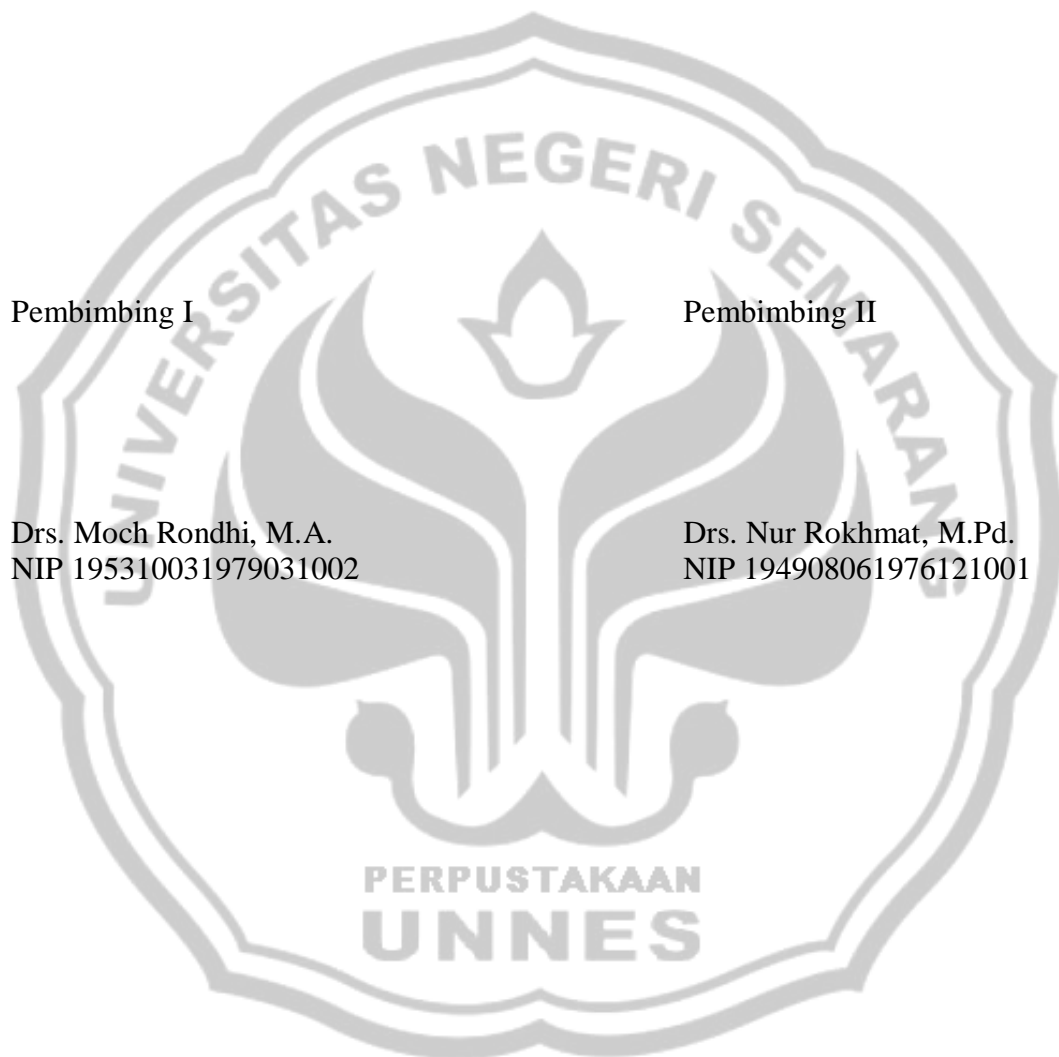 UNIVERSITAS NEGERI SEMARANG
Pembimbing I
Pembimbing II
Drs. Moch Rondhi, M.A.
NIP 195310031979031002
Drs. Nur Rokhmat, M.Pd.
NIP 194908061976121001
PERPUSTAKAAN
UNNES